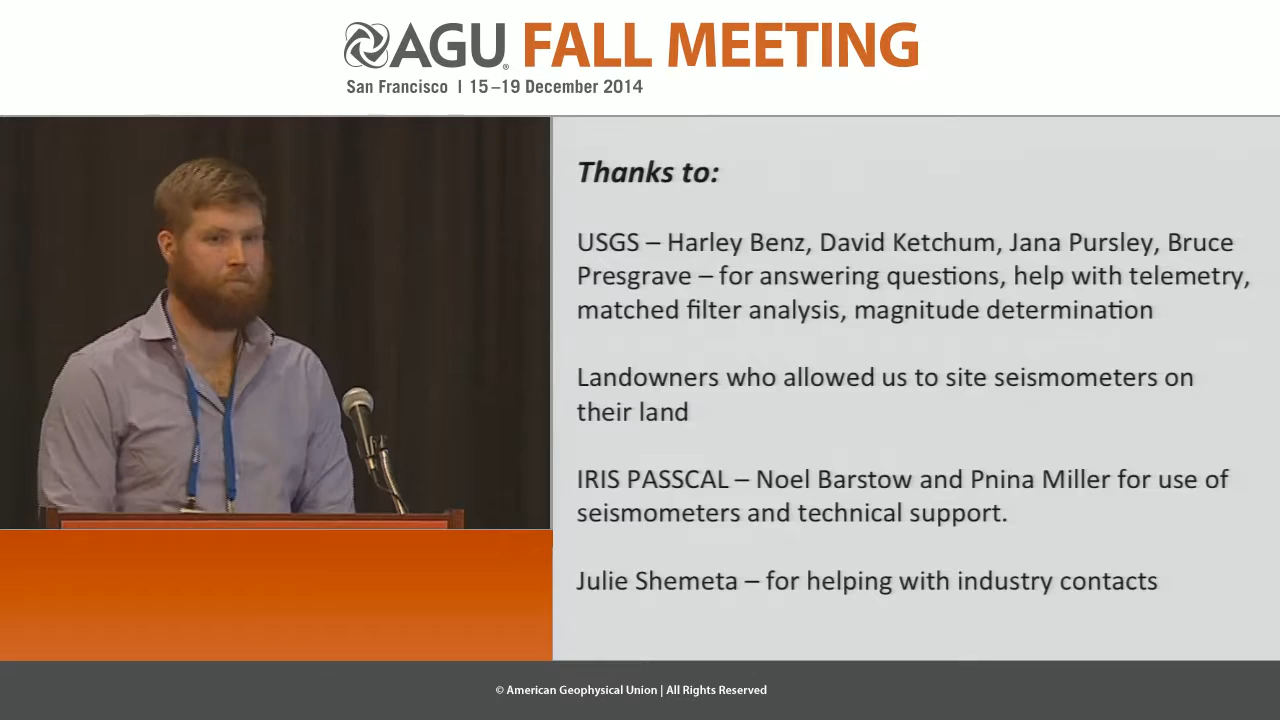 AGU® FALL MEETING
San Francisco | 15–19 December 2014
Thanks to:
USGS – Harley Benz, David Ketchum, Jana Pursley, Bruce
Presgrave – for answering questions, help with telemetry,
matched filter analysis, magnitude determination
Landowners who allowed us to site seismometers on
their land
IRIS PASSCAL – Noel Barstow and Pnina Miller for use of
seismometers and technical support.
Julie Shemeta – for helping with industry contacts
© American Geophysical Union | All Rights Reserved